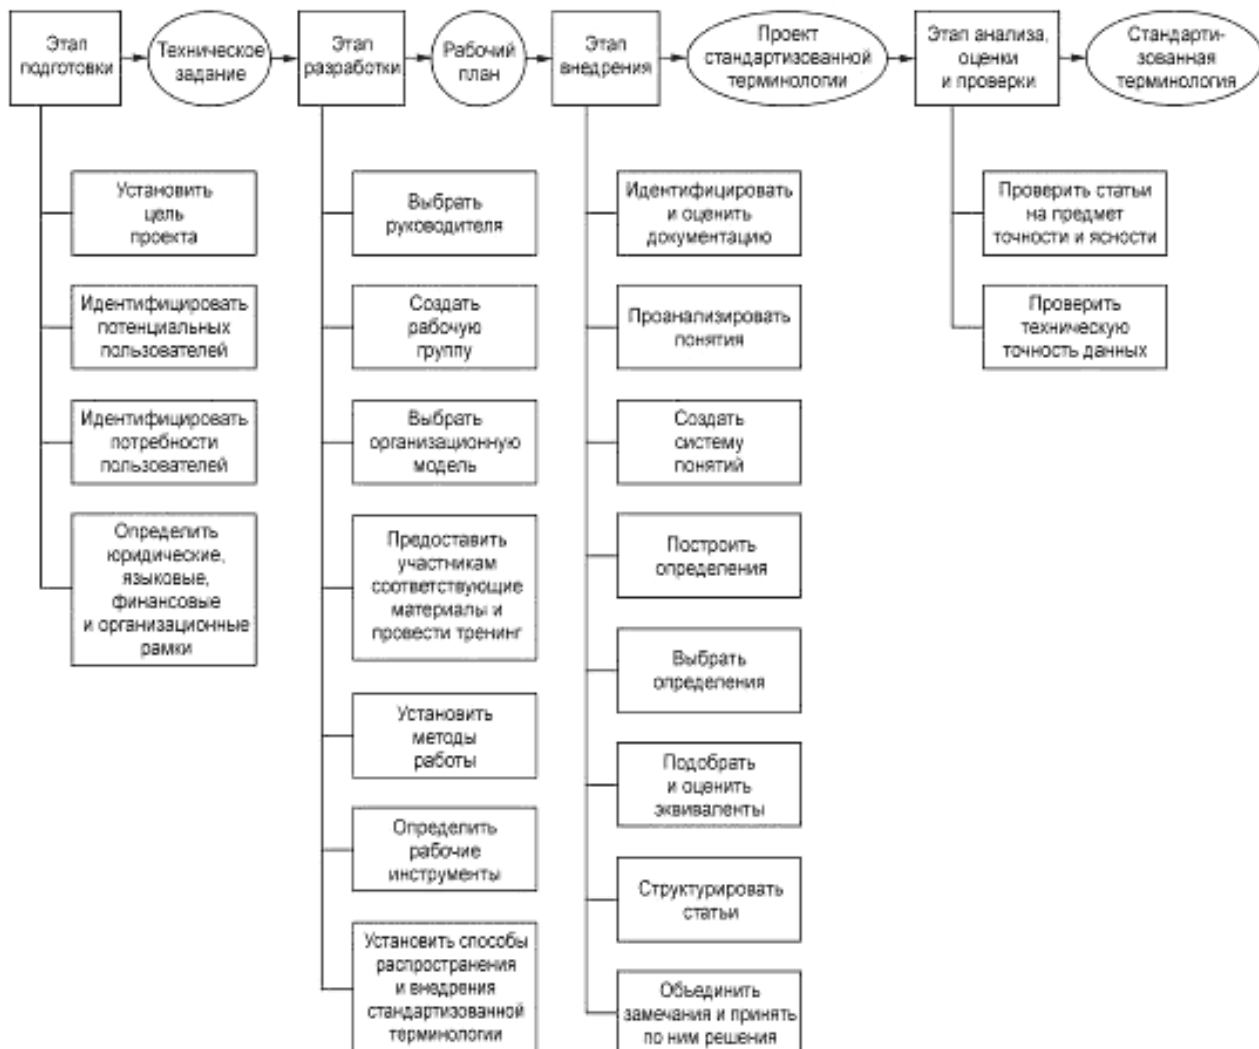 Этап
подготовки
Техническое
задание
Этап
разработки
Рабочий
план
Этап
внедрения
Проект
стандартизованной
терминологии
Этап анализа,
оценки
и проверки
Стандарти-
зованная
терминология
Установить
цель
проекта
Идентифицировать
потенциальных
пользователей
Идентифицировать
потребности
пользователей
Определить
юридические,
языковые,
финансовые
и организационные
рамки
Выбрать
руководителя
Создать
рабочую
группу
Выбрать
организационную
модель
Предоставить
участникам
соответствующие
материалы и
провести тренинг
Установить
методы
работы
Определить
рабочие
инструменты
Установить способы
распространения
и внедрения
стандартизованной
терминологии
Идентифицировать
и оценить
документацию
Проанализировать
понятия
Создать
систему
понятий
Построить
определения
Выбрать
определения
Подобрать
и оценить
эквиваленты
Структурировать
статьи
Объединить
замечания и принять
по ним решения
Проверить статьи
на предмет
точности и ясности
Проверить
техническую
точность данных